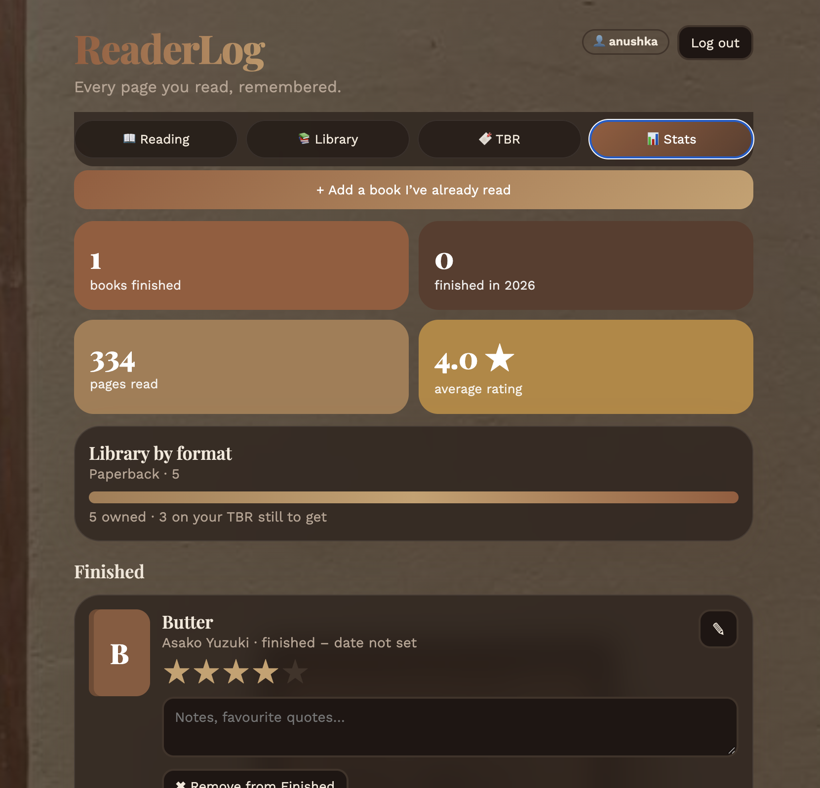 ReaderLog
👤 anushka
Log out
Every page you read, remembered.
📖 Reading
📚 Library
🔖 TBR
📊 Stats
+ Add a book I’ve already read
1
books finished
0
finished in 2026
334
pages read
4.0 ★
average rating
Library by format
Paperback · 5
5 owned · 3 on your TBR still to get
Finished
B
Butter
Asako Yuzuki · finished – date not set
★★★★★
✎
Notes, favourite quotes...
✖ Remove from Finished